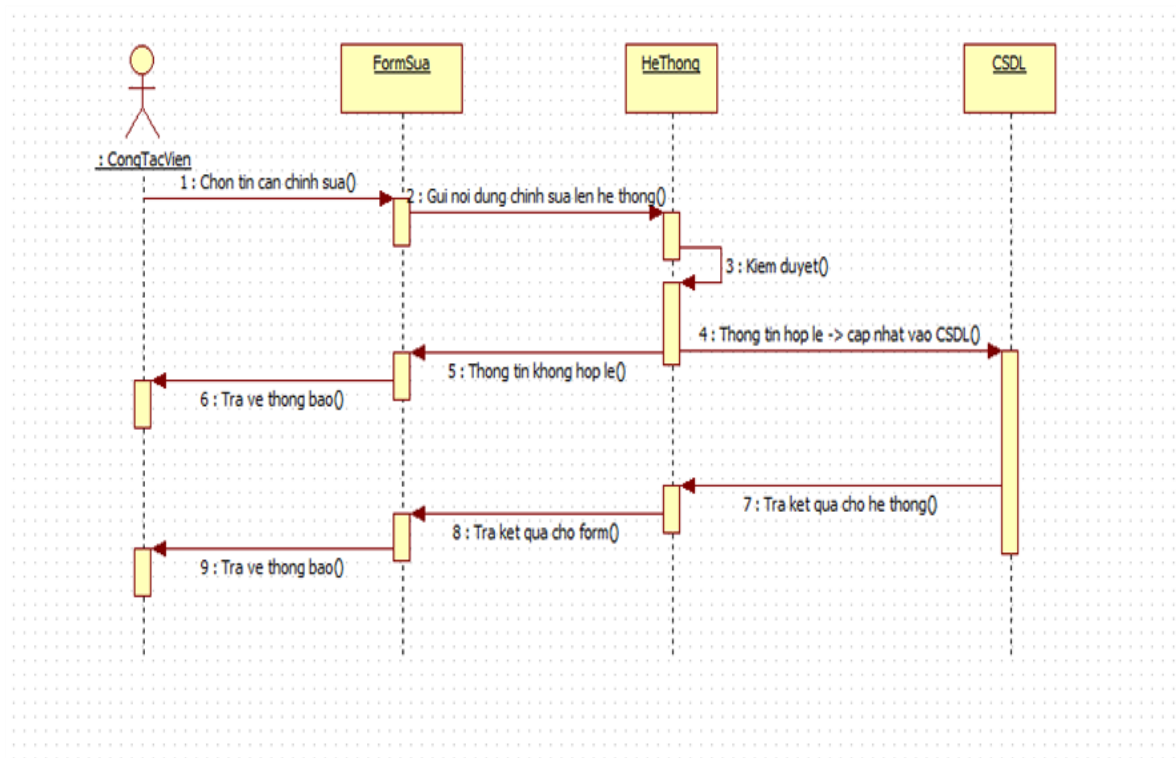 FormSua
HeThong
CSDL
: CongTacVien
1 : Chon tin can chinh sua()
2 : Gui noi dung chinh sua len he thong()
3 : Kiem duyet()
4 : Thong tin hop le -> cap nhat vao CSDL()
5 : Thong tin khong hop le()
6 : Tra ve thong bao()
7 : Tra ket qua cho he thong()
8 : Tra ket qua cho form()
9 : Tra ve thong bao()